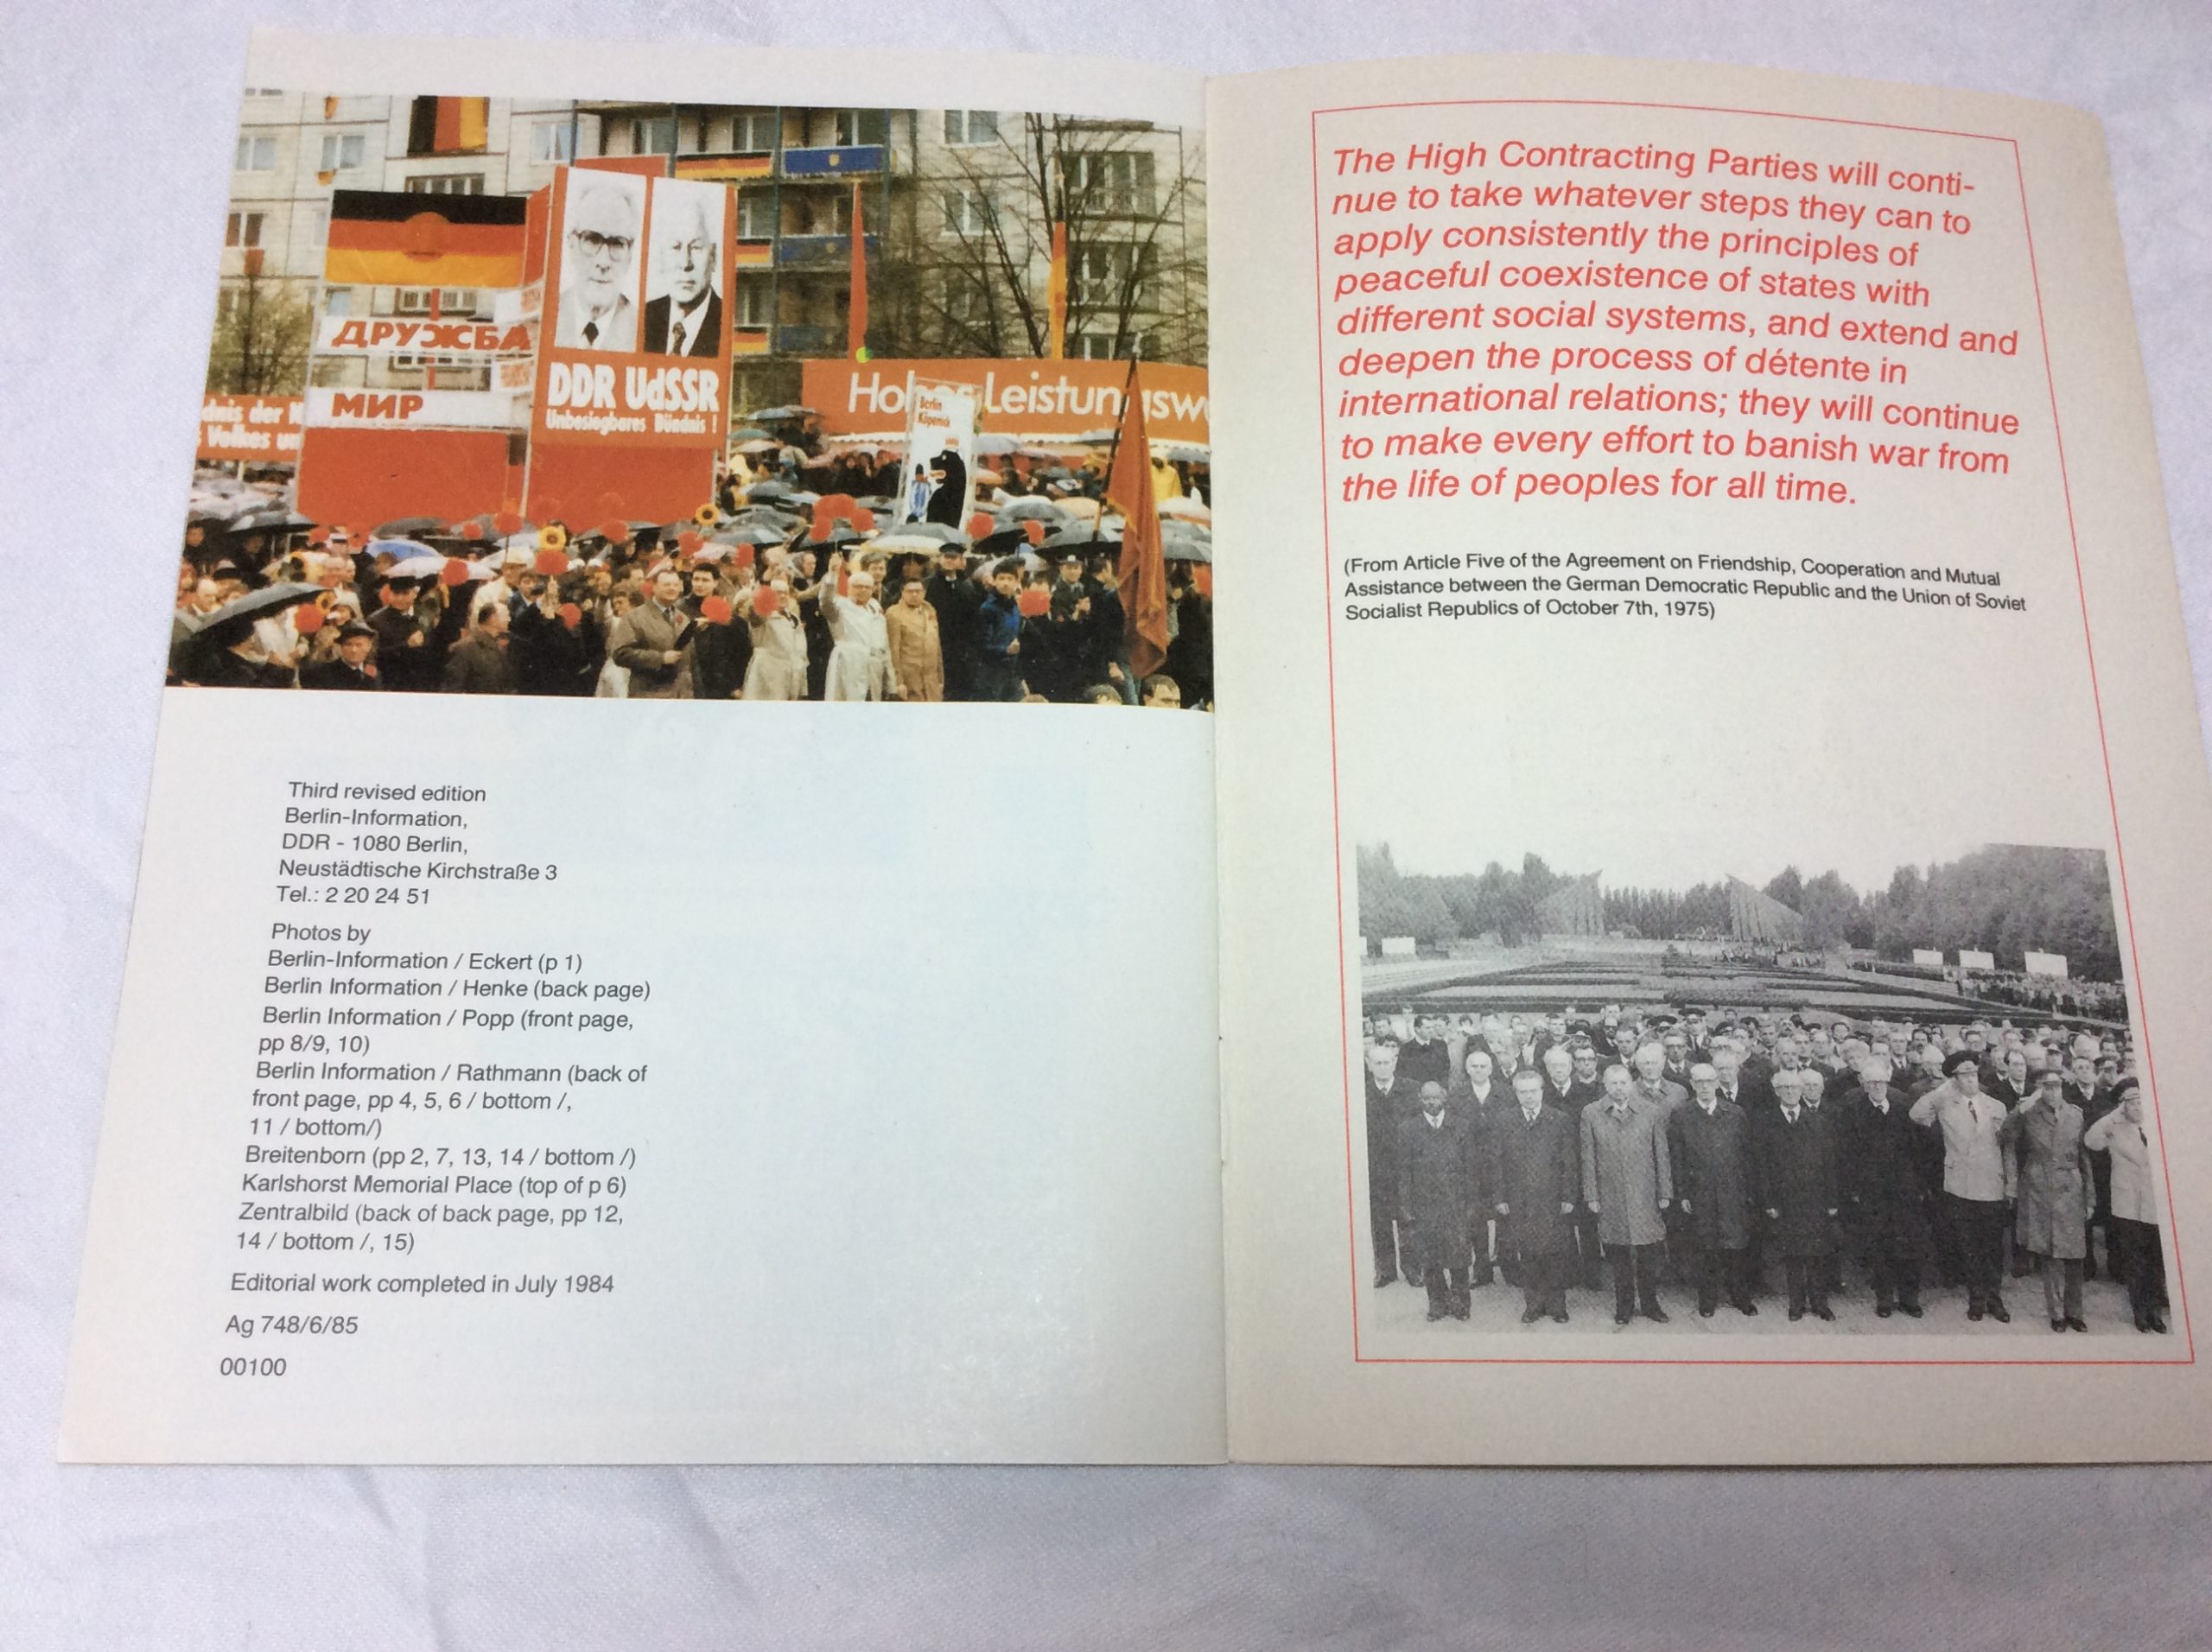 ДРУЖБА
МИР
DDR UdSSR
Unbesiegbares Bündnis !
dnis der
Volkes un
Leistun
Berlin
Köpenick
Third revised edition
Berlin-Information,
DDR - 1080 Berlin,
Neustädtische Kirchstraße 3
Tel.: 2 20 24 51
Photos by
Berlin-Information / Eckert (p 1)
Berlin Information / Henke (back page)
Berlin Information / Popp (front page,
pp 8/9, 10)
Berlin Information / Rathmann (back of
front page, pp 4, 5, 6 / bottom /,
11 / bottom/)
Breitenborn (pp 2, 7, 13, 14 / bottom /)
Karlshorst Memorial Place (top of p 6)
Zentralbild (back of back page, pp 12,
14 / bottom /, 15)
Editorial work completed in July 1984
Ag 748/6/85
00100
The High Contracting Parties will conti-
nue to take whatever steps they can to
apply consistently the principles of
peaceful coexistence of states with
different social systems, and extend and
deepen the process of détente in
international relations; they will continue
to make every effort to banish war from
the life of peoples for all time.
(From Article Five of the Agreement on Friendship, Cooperation and Mutual
Assistance between the German Democratic Republic and the Union of Soviet
Socialist Republics of October 7th, 1975)